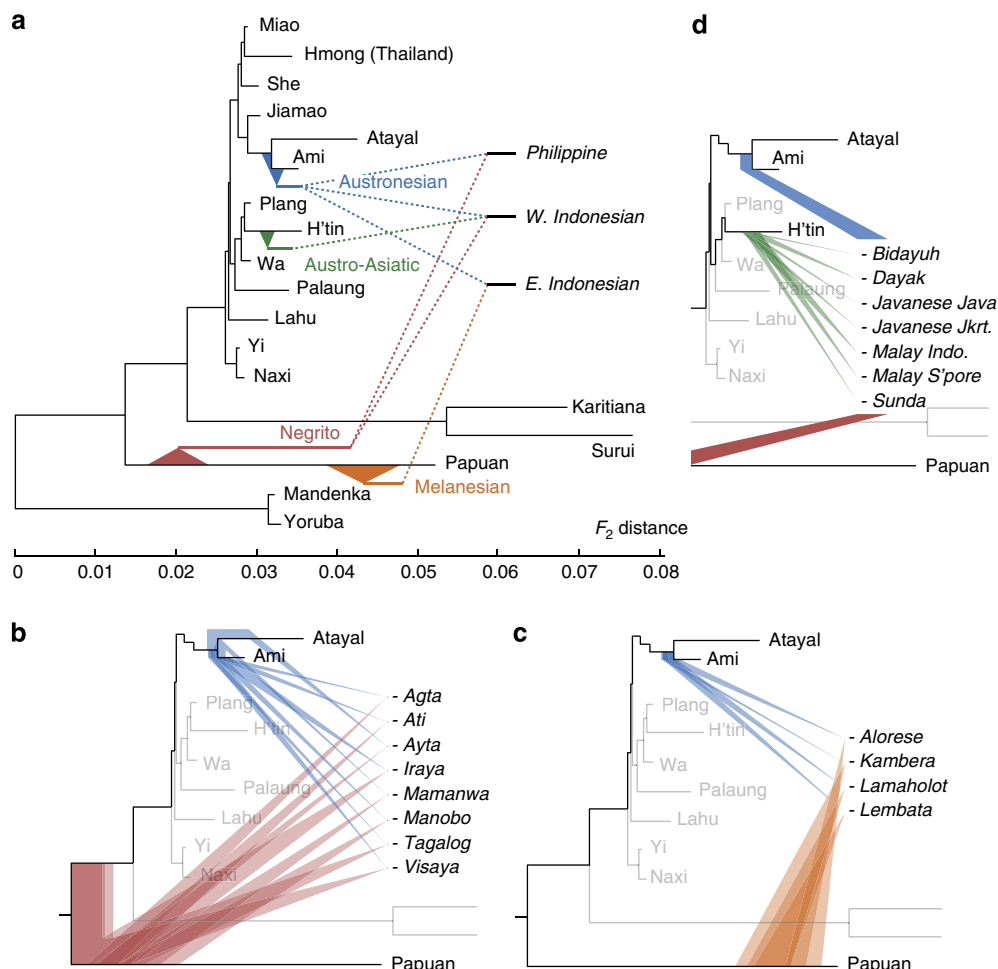 a
Miao
Hmong (Thailand)
She
Jiamao
Atayal
Ami
Austronesian
Plang
H'tin
Wa
Austro-Asiatic
Palaung
Lahu
Yi
Naxi
Karitiana
Negrito
Surui
Papuan
Melanesian
Mandenka
Yoruba
Philippine
W. Indonesian
E. Indonesian
F2 distance
0 0.01 0.02 0.03 0.04 0.05 0.06 0.07 0.08
d
Atayal
Ami
Plang
H'tin
Wa
Palaung
Lahu
Yi
Naxi
- Bidayuh
- Dayak
- Javanese Java
- Javanese Jkrt.
- Malay Indo.
- Malay S'pore
- Sunda
Papuan
b
Atayal
Ami
Plang
H'tin
Wa
Palaung
Lahu
Yi
Naxi
- Agta
- Ati
- Ayta
- Iraya
- Mamanwa
- Manobo
- Tagalog
- Visaya
Papuan
c
Atayal
Ami
Plang
H'tin
Wa
Palaung
Lahu
Yi
Naxi
- Alorese
- Kambera
- Lamaholot
- Lembata
Papuan